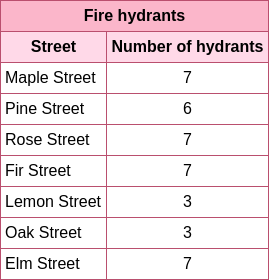 Fire hydrants
Street Number of hydrants
Maple Street 7
Pine Street 6
Rose Street 7
Fir Street 7
Lemon Street 3
Oak Street 3
Elm Street 7